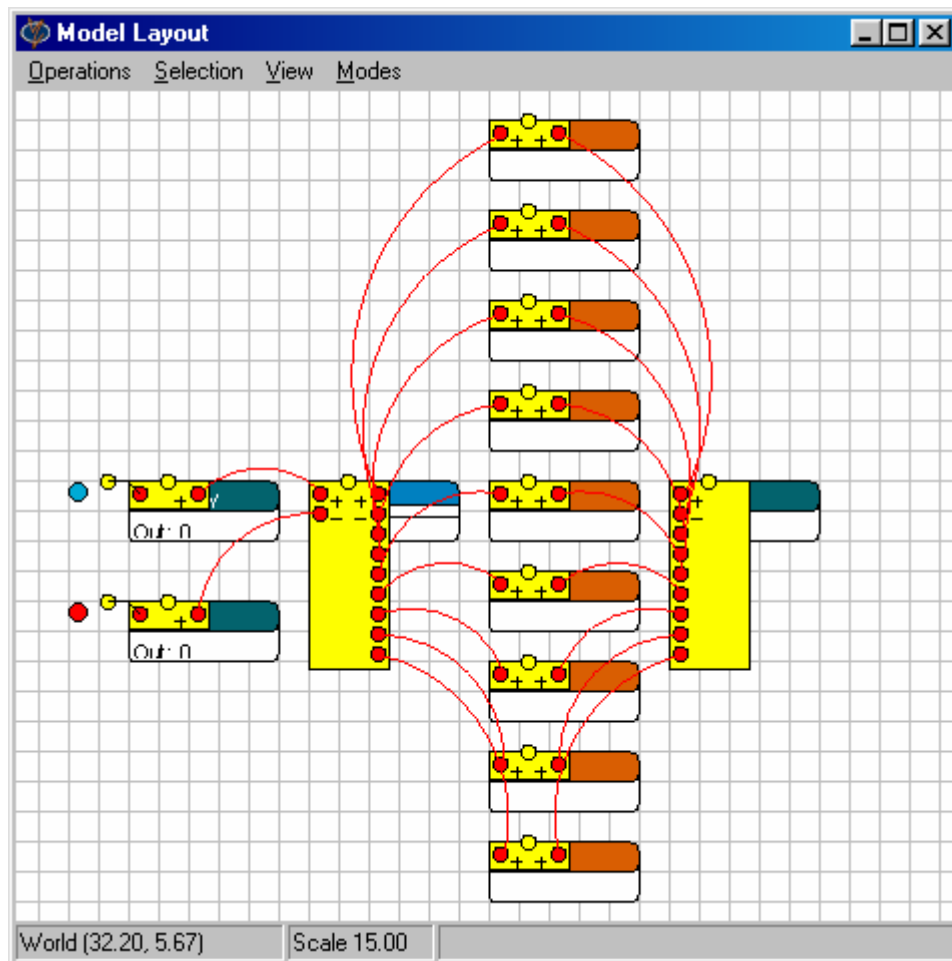 Model Layout
Operations Selection View Modes
Out: 0
Out: 0
World (32.20, 5.67) Scale 15.00